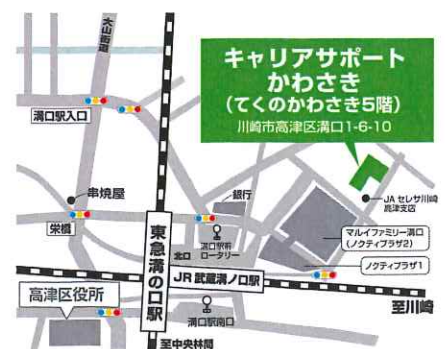 大山街道
キャリアサポート
かわさき
(てくのかわさき5階)
川崎市高津区溝口1-6-10
溝口駅入口
串焼屋
銀行
JA セレサ川崎
高津支店
栄橋
溝口駅前
ロータリー
マルイファミリー溝口
(ノクティプラザ2)
北口
東急溝の口駅
ノクティプラザ1
JR 武蔵溝ノ口駅
至川崎
高津区役所
溝口駅南口
至中央林間